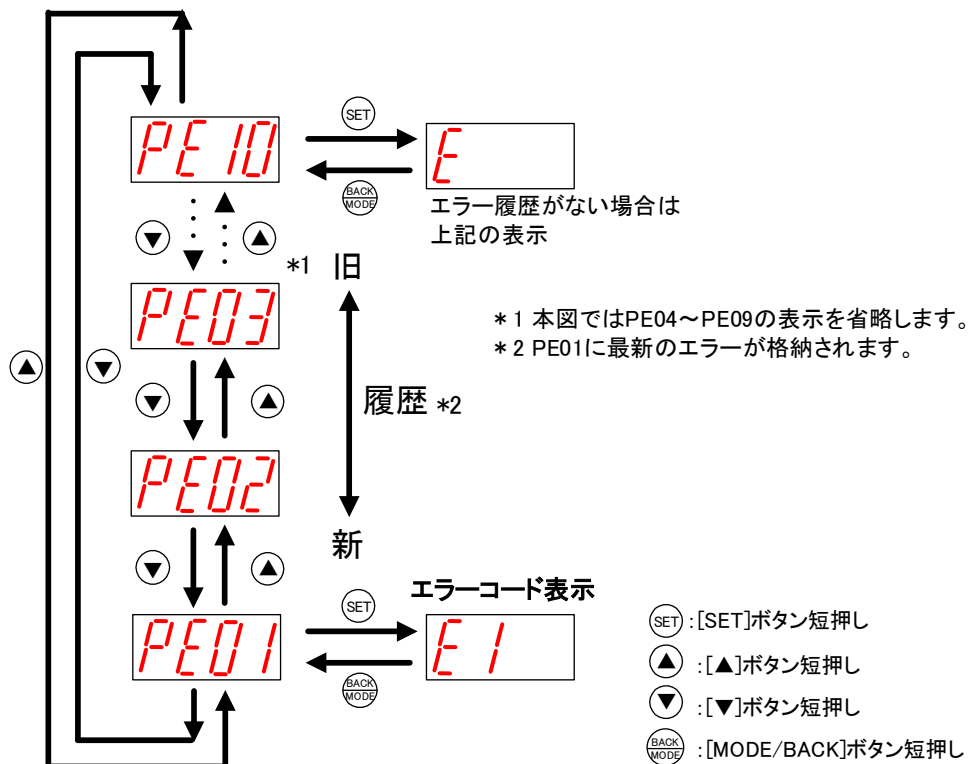 PE10
SET
E
BACK
MODE
エラー履歴がない場合は
上記の表示
▼
▲
*1
旧
PE03
*1 本図ではPE04～PE09の表示を省略します。
*2 PE01に最新のエラーが格納されます。
▲
▼
▼
▲
履歴 *2
PE02
新
▼
▲
エラーコード表示
PE01
SET
E1
BACK
MODE
SET :[SET]ボタン短押し
▲ :[▲]ボタン短押し
▼ :[▼]ボタン短押し
BACK
MODE :[MODE/BACK]ボタン短押し